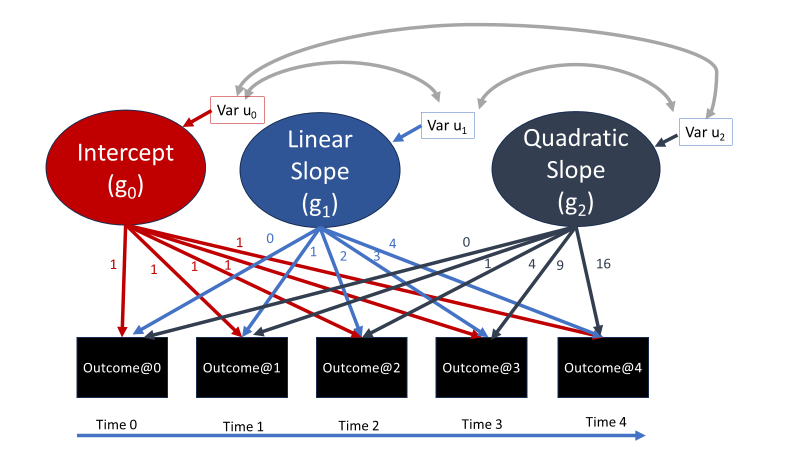 Var u0
Var u1
Var u2
Intercept
(g0)
Linear
Slope
(g1)
Quadratic
Slope
(g2)
1
1
1
1
1
0
1
2
3
4
0
1
4
9
16
Outcome@0
Outcome@1
Outcome@2
Outcome@3
Outcome@4
Time 0
Time 1
Time 2
Time 3
Time 4